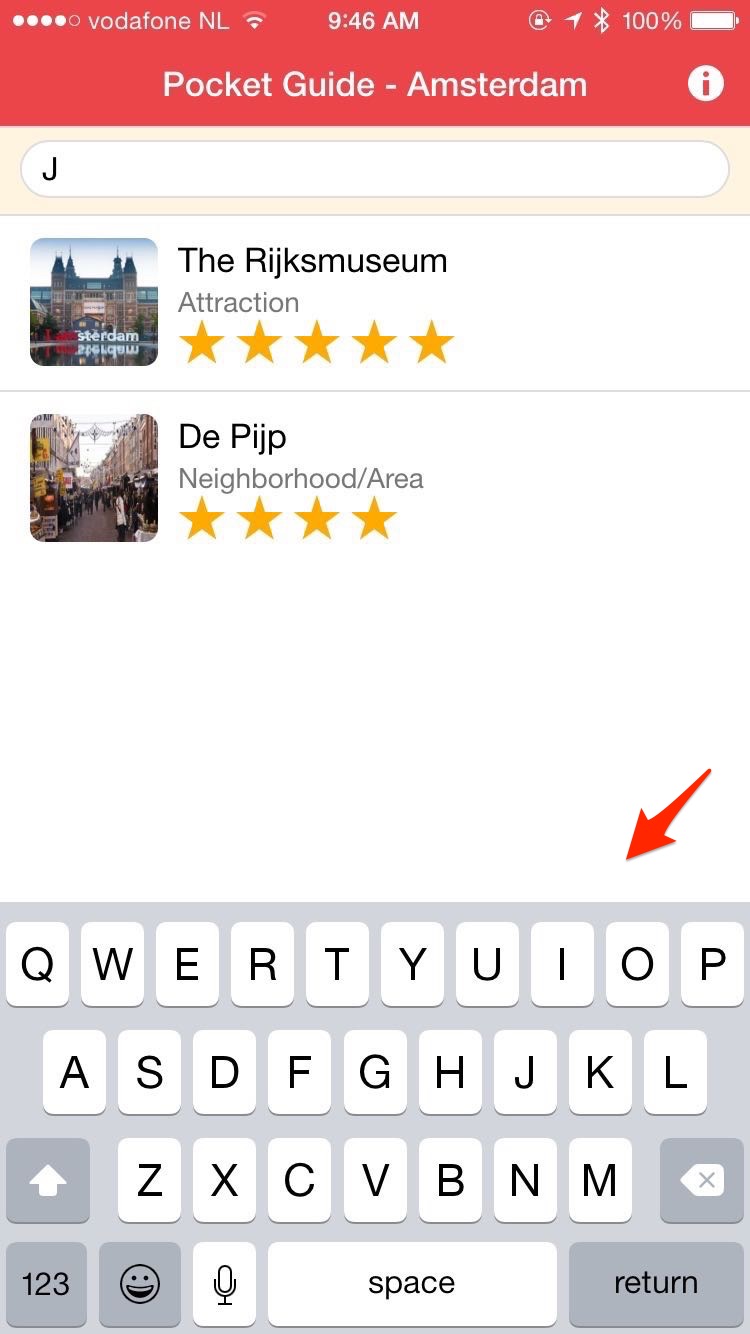 vodafone NL 9:46 AM 100%
Pocket Guide - Amsterdam
J
The Rijksmuseum
Attraction
I amsterdam
De Pijp
Neighborhood/Area
Q W E R T Y U I O P
A S D F G H J K L
Z X C V B N M
123 space return